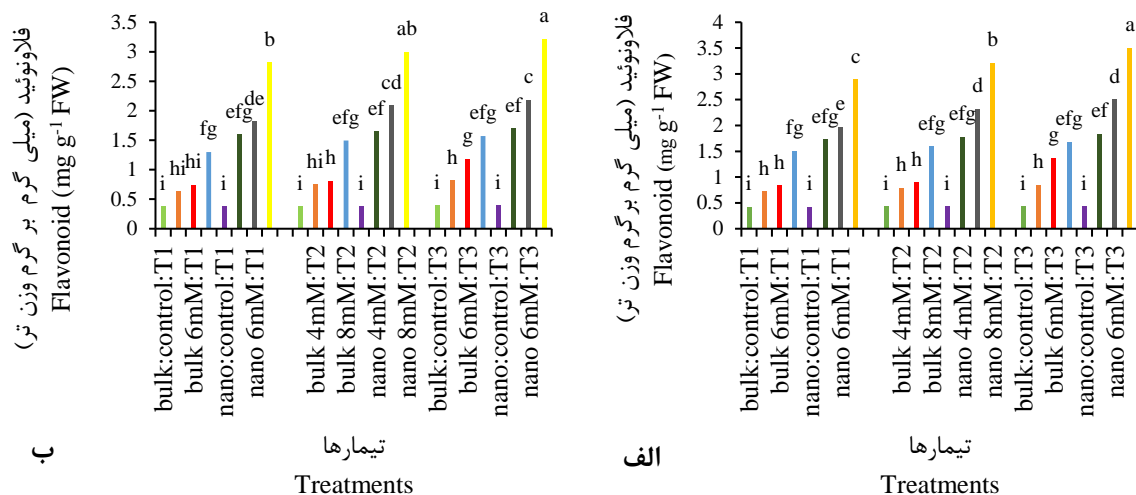 فلاونوئید (میلی گرم بر گرم وزن تر)
Flavonoid (mg g-1 FW)
3.5
3
2.5
2
1.5
1
0.5
0
i
hi
hi
fg
i
efg
de
b
i
hi
h
efg
i
ef
cd
ab
i
h
g
efg
i
ef
c
a
bulk:control:T1
bulk 6mM:T1
nano:control:T1
nano 6mM:T1
bulk 4mM:T2
bulk 8mM:T2
nano 4mM:T2
nano 8mM:T2
bulk:control:T3
bulk 6mM:T3
nano:control:T3
nano 6mM:T3
تیمارها
Treatments
ب
فلاونوئید (میلی گرم برگرم وزن تر)
Flavonoid (mg g-1 FW)
4
3.5
3
2.5
2
1.5
1
0.5
0
i
h
h
fg
i
efg
e
c
i
h
h
efg
i
efg
d
b
i
h
g
efg
i
ef
d
a
bulk:control:T1
bulk 6mM:T1
nano:control:T1
nano 6mM:T1
bulk 4mM:T2
bulk 8mM:T2
nano 4mM:T2
nano 8mM:T2
bulk:control:T3
bulk 6mM:T3
nano:control:T3
nano 6mM:T3
تیمارها
Treatments
الف